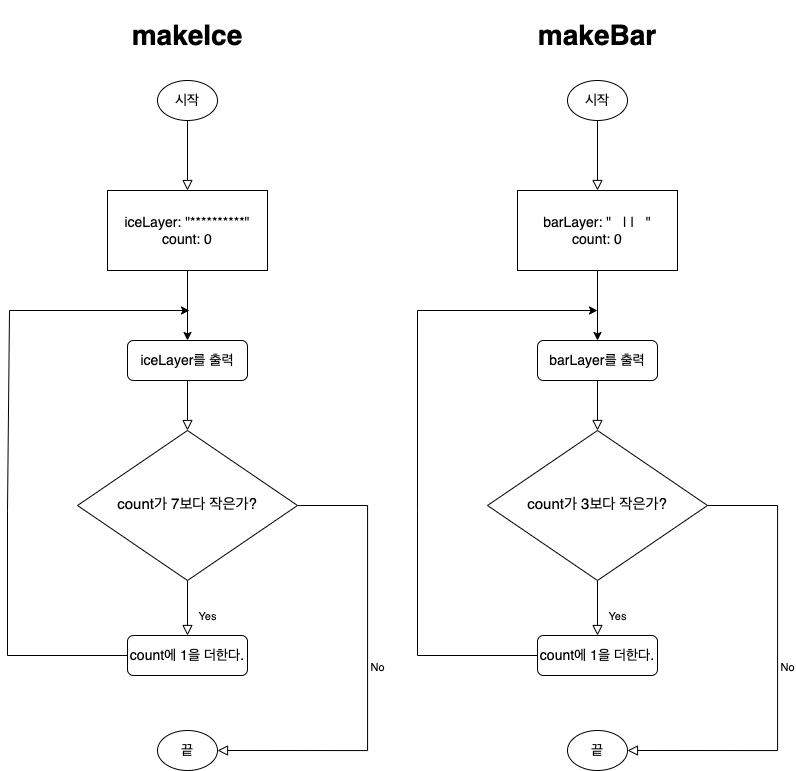 makeIce
시작
iceLayer: "**********"
count: 0
iceLayer를 출력
count가 7보다 작은가?
Yes
count에 1을 더한다.
No
끝
makeBar
시작
barLayer: "   ||   "
count: 0
barLayer를 출력
count가 3보다 작은가?
Yes
count에 1을 더한다.
No
끝